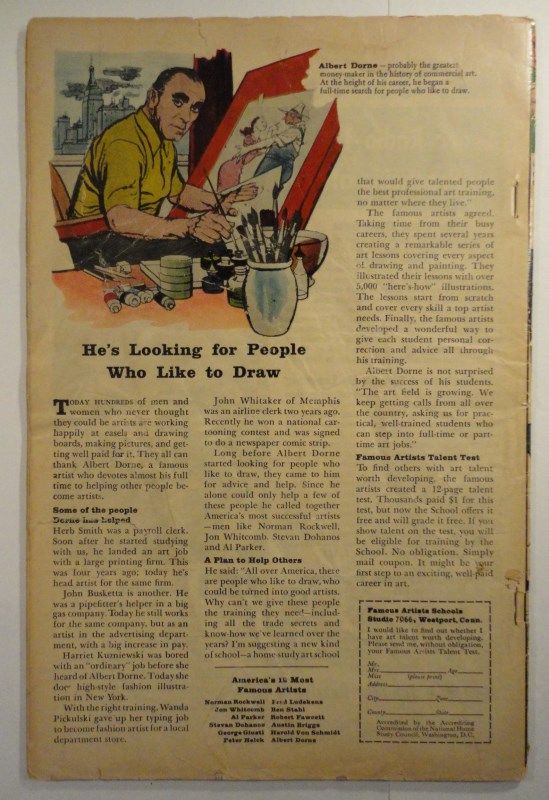 Albert Dorne — probably the greatest
money-maker in the history of commercial art.
At the height of his career, he began a
full-time search for people who like to draw.
He's Looking for People
Who Like to Draw
TODAY HUNDREDS of men and
women who never thought
they could be artists are working
happily at easels and drawing
boards, making pictures, and get-
ting well paid for it. They all can
thank Albert Dorne, a famous
artist who devotes almost his full
time to helping other people be-
come artists.
Some of the people
Dorne has helped
Herb Smith was a payroll clerk.
Soon after he started studying
with us, he landed an art job
with a large printing firm. This
was four years ago; today he's
head artist for the same firm.
John Busketta is another. He
was a pipefitter's helper in a big
gas company. Today he still works
for the same company, but as an
artist in the advertising depart-
ment, with a big increase in pay.
Harriet Kuzniewski was bored
with an "ordinary" job before she
heard of Albert Dorne. Today she
does high-style fashion illustra-
tion in New York.
With the right training, Wanda
Pickulski gave up her typing job
to become fashion artist for a local
department store.
John Whitaker of Memphis
was an airline clerk two years ago.
Recently he won a national car-
tooning contest and was signed
to do a newspaper comic strip.
Long before Albert Dorne
started looking for people who
like to draw, they came to him
for advice and help. Since he
alone could only help a few of
these people he called together
America's most successful artists
—men like Norman Rockwell,
Jon Whitcomb, Stevan Dohanos
and Al Parker.
A Plan to Help Others
He said: "All over America, there
are people who like to draw, who
could be turned into good artists.
Why can't we give these people
the training they need—includ-
ing all the trade secrets and
know-how we've learned over the
years? I'm suggesting a new kind
of school—a home-study art school
America's 12 Most
Famous Artists
Norman Rockwell
Jon Whitcomb
Al Parker
Stevan Dohanos
George Giusti
Peter Helck
Fred Ludekens
Ben Stahl
Robert Fawcett
Austin Briggs
Harold Von Schmidt
Albert Dorne
that would give talented people
the best professional art training,
no matter where they live."
The famous artists agreed.
Taking time from their busy
careers, they spent several years
creating a remarkable series of
art lessons covering every aspect
of drawing and painting. They
illustrated their lessons with over
5,000 "here's-how" illustrations.
The lessons start from scratch
and cover every skill a top artist
needs. Finally, the famous artists
developed a wonderful way to
give each student personal cor-
rection and advice all through
his training.
Albert Dorne is not surprised
by the success of his students.
"The art field is growing. We
keep getting calls from all over
the country, asking us for prac-
tical, well-trained students who
can step into full-time or part-
time art jobs."
Famous Artists Talent Test
To find others with art talent
worth developing, the famous
artists created a 12-page talent
test. Thousands paid $1 for this
test, but now the School offers it
free and will grade it free. If you
show talent on the test, you will
be eligible for training by the
School. No obligation. Simply
mail coupon. It might be your
first step to an exciting, well-paid
career in art.
Famous Artists Schools
Studio 7066, Westport, Conn.
I would like to find out whether I
have art talent worth developing.
Please send me, without obligation,
your Famous Artists Talent Test.
Mr.
Mrs. Age
Miss (please print)
Address
City Zone
County State
Accredited by the Accrediting
Commission of the National Home
Study Council, Washington, D.C.